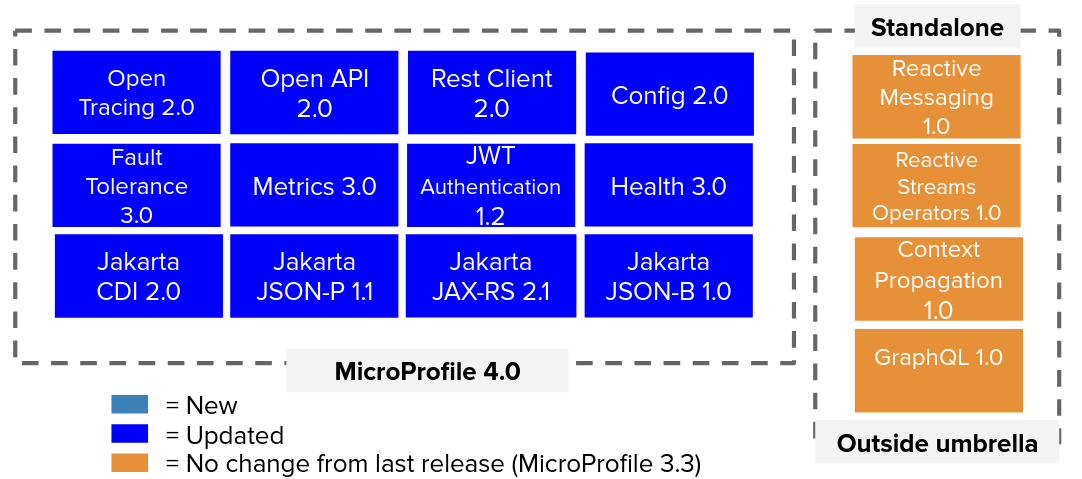 Standalone
Open
Tracing 2.0
Open API
2.0
Rest Client
2.0
Config 2.0
Fault
Tolerance
3.0
Metrics 3.0
JWT
Authentication
1.2
Health 3.0
Jakarta
CDI 2.0
Jakarta
JSON-P 1.1
Jakarta
JAX-RS 2.1
Jakarta
JSON-B 1.0
MicroProfile 4.0
Reactive
Messaging
1.0
Reactive
Streams
Operators 1.0
Context
Propagation
1.0
GraphQL 1.0
Outside umbrella
= New
= Updated
= No change from last release (MicroProfile 3.3)